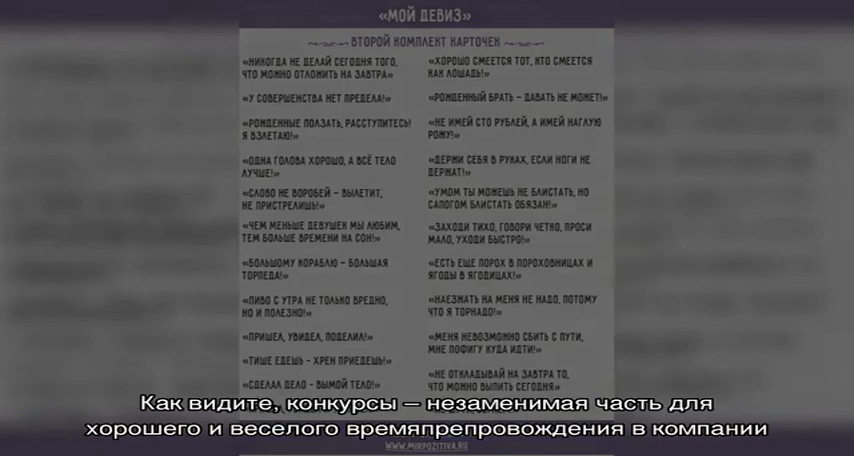 «МОЙ ДЕВИЗ»
ВТОРОЙ КОМПЛЕКТ КАРТОЧЕК
«НИКОГДА НЕ ДЕЛАЙ СЕГОДНЯ ТОГО,
ЧТО МОЖНО ОТЛОЖИТЬ НА ЗАВТРА»
«У СОВЕРШЕНСТВА НЕТ ПРЕДЕЛА!»
«РОЖДЕННЫЕ ПОЛЗАТЬ, РАССТУПИТЕСЬ!
Я ВЗЛЕТАЮ!»
«ОДНА ГОЛОВА ХОРОШО, А ВСЁ ТЕЛО
ЛУЧШЕ!»
«СЛОВО НЕ ВОРОБЕЙ – ВЫЛЕТИТ,
НЕ ПРИСТРЕЛИШЬ!»
«ЧЕМ МЕНЬШЕ ДЕВУШЕК МЫ ЛЮБИМ,
ТЕМ БОЛЬШЕ ВРЕМЕНИ НА СОН!»
«БОЛЬШОМУ КОРАБЛЮ – БОЛЬШАЯ
ТОРПЕДА!»
«ПИВО С УТРА НЕ ТОЛЬКО ВРЕДНО,
НО И ПОЛЕЗНО!»
«ПРИШЕЛ, УВИДЕЛ, ПОДЕЛИЛ!»
«ТИШЕ ЕДЕШЬ - ХРЕН ПРИЕДЕШЬ!»
«СДЕЛАЛ ДЕЛО - ВЫМОЙ ТЕЛО!»
«ХОРОШО СМЕЕТСЯ ТОТ, КТО СМЕЕТСЯ
КАК ЛОШАДЬ!»
«РОЖДЕННЫЙ БРАТЬ – ДАВАТЬ НЕ МОЖЕТ!»
«НЕ ИМЕЙ СТО РУБЛЕЙ, А ИМЕЙ НАГЛУЮ
РОЖУ!»
«ДЕРЖИ СЕБЯ В РУКАХ, ЕСЛИ НОГИ НЕ
ДЕРЖАТ!»
«УМОМ ТЫ МОЖЕШЬ НЕ БЛИСТАТЬ, НО
САПОГОМ БЛИСТАТЬ ОБЯЗАН!»
«ЗАХОДИ ТИХО, ГОВОРИ ЧЕТКО, ПРОСИ
МАЛО, УХОДИ БЫСТРО!»
«ЕСТЬ ЕЩЕ ПОРОХ В ПОРОХОВНИЦАХ И
ЯГОДЫ В ЯГОДИЦАХ!»
«НАЕЗЖАТЬ НА МЕНЯ НЕ НАДО, ПОТОМУ
ЧТО Я ТОРНАДО!»
«МЕНЯ НЕВОЗМОЖНО СБИТЬ С ПУТИ,
МНЕ ПОФИГУ КУДА ИДТИ!»
«НЕ ОТКЛАДЫВАЙ НА ЗАВТРА ТО,
ЧТО МОЖНО ВЫПИТЬ СЕГОДНЯ»
Как видите, конкурсы – незаменимая часть для
хорошего и веселого времяпрепровождения в компании
WWW.MIRPOZITIVA.RU